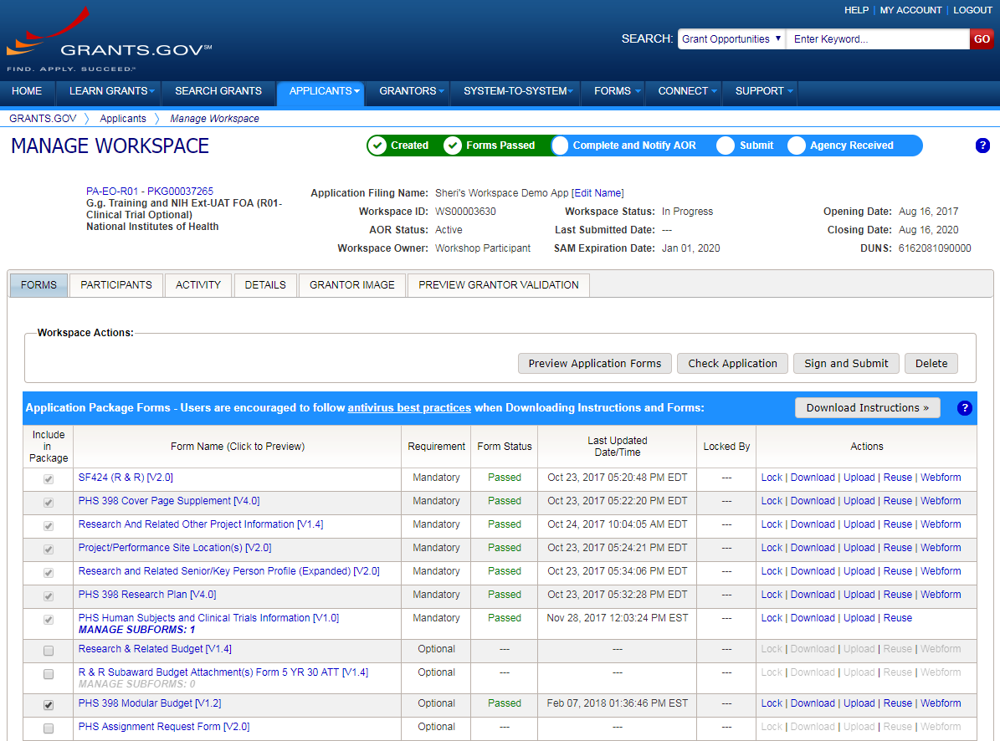 HELP | MY ACCOUNT | LOGOUT
GRANTS.GOV℠
FIND. APPLY. SUCCEED.
SEARCH: Grant Opportunities Enter Keyword... GO
HOME LEARN GRANTS SEARCH GRANTS APPLICANTS GRANTORS SYSTEM-TO-SYSTEM FORMS CONNECT SUPPORT
GRANTS.GOV Applicants Manage Workspace
MANAGE WORKSPACE
Created Forms Passed Complete and Notify AOR Submit Agency Received
?
PA-EO-R01 - PKG00037265
G.g. Training and NIH Ext-UAT FOA (R01-
Clinical Trial Optional)
National Institutes of Health
Application Filing Name: Sheri's Workspace Demo App [Edit Name]
Workspace ID: WS00003630 Workspace Status: In Progress Opening Date: Aug 16, 2017
AOR Status: Active Last Submitted Date: --- Closing Date: Aug 16, 2020
Workspace Owner: Workshop Participant SAM Expiration Date: Jan 01, 2020 DUNS: 6162081090000
FORMS PARTICIPANTS ACTIVITY DETAILS GRANTOR IMAGE PREVIEW GRANTOR VALIDATION
Workspace Actions:
Preview Application Forms Check Application Sign and Submit Delete
Application Package Forms - Users are encouraged to follow antivirus best practices when Downloading Instructions and Forms: Download Instructions » ?
Include in Package Form Name (Click to Preview) Requirement Form Status Last Updated Date/Time Locked By Actions
SF424 (R & R) [V2.0] Mandatory Passed Oct 23, 2017 05:20:48 PM EDT --- Lock | Download | Upload | Reuse | Webform
PHS 398 Cover Page Supplement [V4.0] Mandatory Passed Oct 23, 2017 05:22:20 PM EDT --- Lock | Download | Upload | Reuse | Webform
Research And Related Other Project Information [V1.4] Mandatory Passed Oct 24, 2017 10:04:05 AM EDT --- Lock | Download | Upload | Reuse | Webform
Project/Performance Site Location(s) [V2.0] Mandatory Passed Oct 23, 2017 05:24:21 PM EDT --- Lock | Download | Upload | Reuse | Webform
Research and Related Senior/Key Person Profile (Expanded) [V2.0] Mandatory Passed Oct 23, 2017 05:34:06 PM EDT --- Lock | Download | Upload | Reuse | Webform
PHS 398 Research Plan [V4.0] Mandatory Passed Oct 23, 2017 05:32:28 PM EDT --- Lock | Download | Upload | Reuse | Webform
PHS Human Subjects and Clinical Trials Information [V1.0] Mandatory Passed Nov 28, 2017 12:03:24 PM EST --- Lock | Download | Upload | Reuse
MANAGE SUBFORMS: 1
Research & Related Budget [V1.4] Optional --- --- --- Lock | Download | Upload | Reuse | Webform
R & R Subaward Budget Attachment(s) Form 5 YR 30 ATT [V1.4] Optional --- --- --- Lock | Download | Upload | Reuse | Webform
MANAGE SUBFORMS: 0
PHS 398 Modular Budget [V1.2] Optional Passed Feb 07, 2018 01:36:46 PM EST --- Lock | Download | Upload | Reuse | Webform
PHS Assignment Request Form [V2.0] Optional --- --- --- Lock | Download | Upload | Reuse | Webform